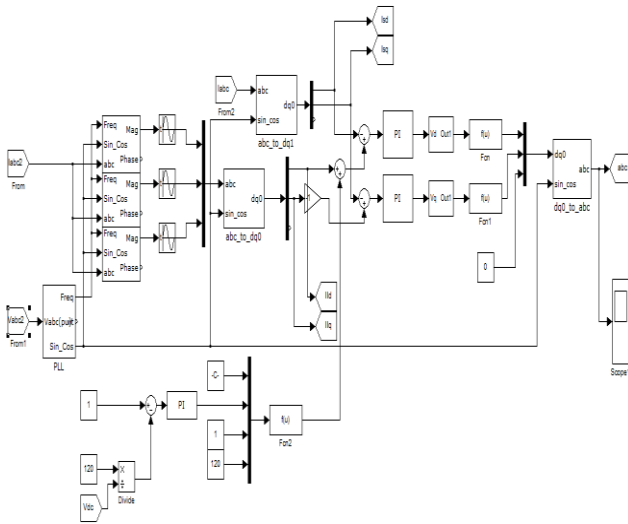 Isd
Isq
Iabc
From2
abc
sin_cos
dq0
abc_to_dq1
Iabc2
From
Freq
Sin_Cos
abc
Mag
Phase
Freq
Sin_Cos
abc
Mag
Phase
Freq
Sin_Cos
abc
Mag
Phase
abc
sin_cos
dq0
abc_to_dq0
-1
PI
Vd Out1
f(u)
Fcn
PI
Vq Out1
f(u)
Fcn1
0
dq0
sin_cos
abc
dq0_to_abc
abc
Scope
Ild
Ilq
Vabc2
From1
Freq
Vabc(pu)
Sin_Cos
PLL
1
PI
-C-
1
120
f(u)
Fcn2
120
Vdc
Divide